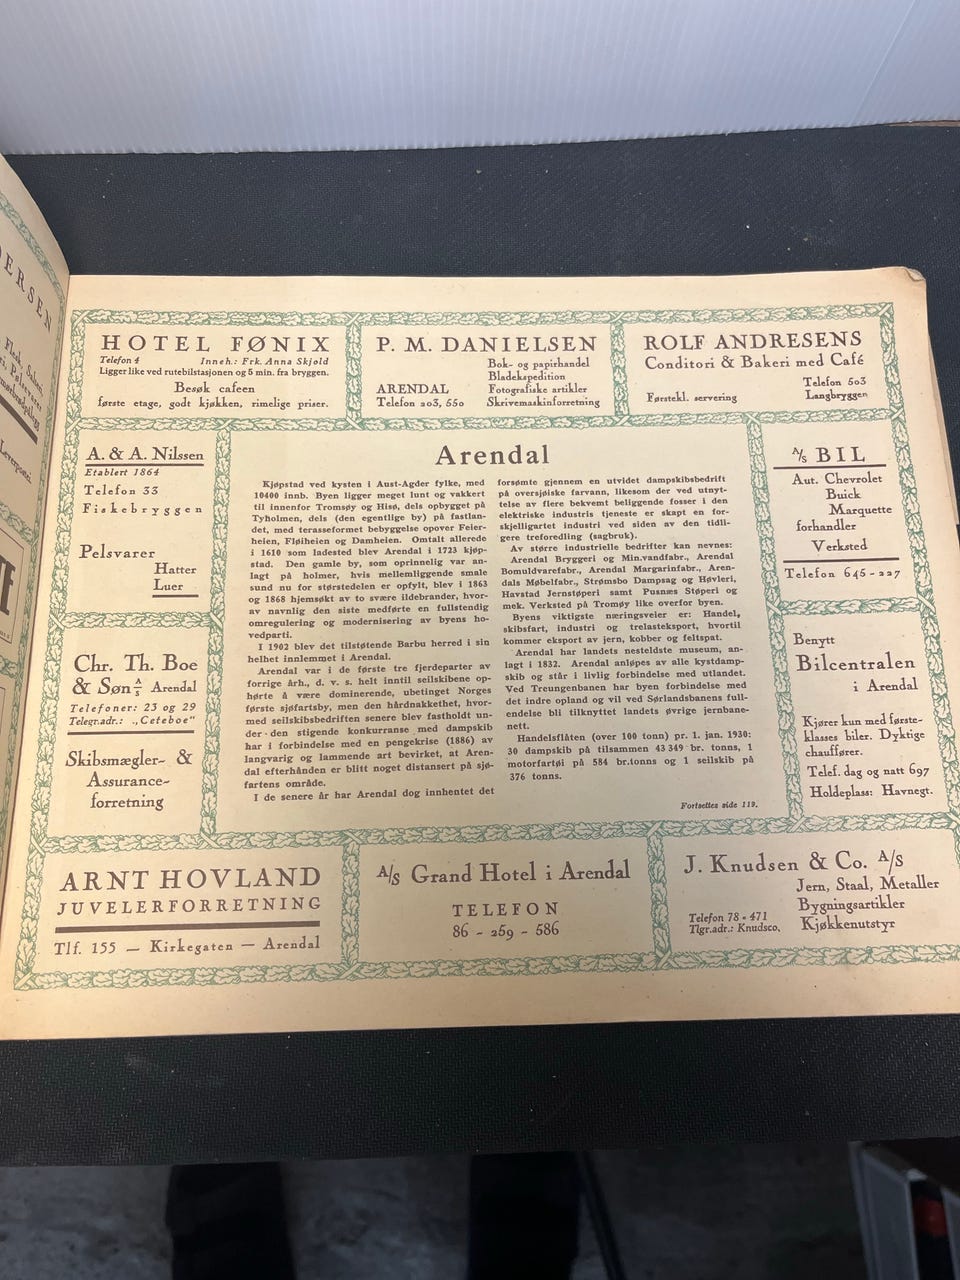 DERSEN
Flesk, Salter,
Pølsevarer
HOTEL FØNIX
Telefon 4 Inneh.: Frk. Anna Skjold
Ligger like ved rutebilstasjonen og 5 min. fra bryggen.
Besøk cafeen
første etage, godt kjøkken, rimelige priser.
P. M. DANIELSEN
Bok- og papirhandel
Bladekspedition
ARENDAL Fotografiske artikler
Telefon 203, 550 Skrivemaskinforretning
ROLF ANDRESENS
Conditori & Bakeri med Café
Telefon 503
Førstekl. servering Langbryggen
A. & A. Nilssen
Etablert 1864
Telefon 33
Fiskebryggen
Pelsvarer
Hatter
Luer
Chr. Th. Boe
& Søn A/S Arendal
Telefoner: 23 og 29
Telegr.adr.: „Ceteboe"
Skibsmægler- &
Assurance-
forretning
Arendal
Kjøpstad ved kysten i Aust-Agder fylke, med
10400 innb. Byen ligger meget lunt og vakkert
til innenfor Tromsøy og Hisø, dels opbygget på
Tyholmen, dels (den egentlige by) på fastlan-
det, med terasseformet bebyggelse opover Feier-
heien, Fløiheien og Damheien. Omtalt allerede
i 1610 som ladested blev Arendal i 1723 kjøp-
stad. Den gamle by, som oprinnelig var an-
lagt på holmer, hvis mellemliggende smale
sund nu for størstedelen er opfylt, blev i 1863
og 1868 hjemsøkt av to svære ildebrander, hvor-
av navnlig den siste medførte en fullstendig
omregulering og modernisering av byens ho-
vedparti.
I 1902 blev det tilstøtende Barbu herred i sin
helhet innlemmet i Arendal.
Arendal var i de første tre fjerdeparter av
forrige årh., d. v. s. helt inntil seilskibene op-
hørte å være dominerende, ubetinget Norges
første sjøfartsby, men den hårdnakkethet, hvor-
med seilskibsbedriften senere blev fastholdt un-
der den stigende konkurranse med dampskib
har i forbindelse med en pengekrise (1886) av
langvarig og lammende art bevirket, at Aren-
dal efterhånden er blitt noget distansert på sjø-
fartens område.
I de senere år har Arendal dog innhentet det
forsømte gjennem en utvidet dampskibsbedrift
på oversjøiske farvann, likesom der ved utnyt-
telse av flere bekvemt beliggende fosser i den
elektriske industris tjeneste er skapt en for-
skjelligartet industri ved siden av den tidli-
gere treforedling (sagbruk).
Av større industrielle bedrifter kan nevnes:
Arendal Bryggeri og Min.vandfabr., Arendal
Bomuldvarefabr., Arendal Margarinfabr., Aren-
dals Møbelfabr., Strømsbo Dampsag og Høvleri,
Havstad Jernstøperi samt Pusnæs Støperi og
mek. Verksted på Tromøy like overfor byen.
Byens viktigste næringsveier er: Handel,
skibsfart, industri og trelasteksport, hvortil
kommer eksport av jern, kobber og feltspat.
Arendal har landets nesteldste museum, an-
lagt i 1832. Arendal anløpes av alle kystdamp-
skib og står i livlig forbindelse med utlandet.
Ved Treungenbanen har byen forbindelse med
det indre opland og vil ved Sørlandsbanens full-
endelse bli tilknyttet landets øvrige jernbane-
nett.
Handelsflåten (over 100 tonn) pr. 1. jan. 1930:
30 dampskib på tilsammen 43 349 br. tonns, 1
motorfartøi på 584 br.tonns og 1 seilskib på
376 tonns.
Fortsettes side 119.
A/S BIL
Aut. Chevrolet
Buick
Marquette
forhandler
Verksted
Telefon 645-227
Benytt
Bilcentralen
i Arendal
Kjører kun med første-
klasses biler. Dyktige
chauffører.
Telef. dag og natt 697
Holdeplass: Havnegt.
ARNT HOVLAND
JUVELERFORRETNING
Tlf. 155 — Kirkegaten — Arendal
A/S Grand Hotel i Arendal
TELEFON
86 - 259 - 586
J. Knudsen & Co. A/S
Jern, Staal, Metaller
Bygningsartikler
Telefon 78 - 471
Tlgr.adr.: Knudsco. Kjøkkenutstyr